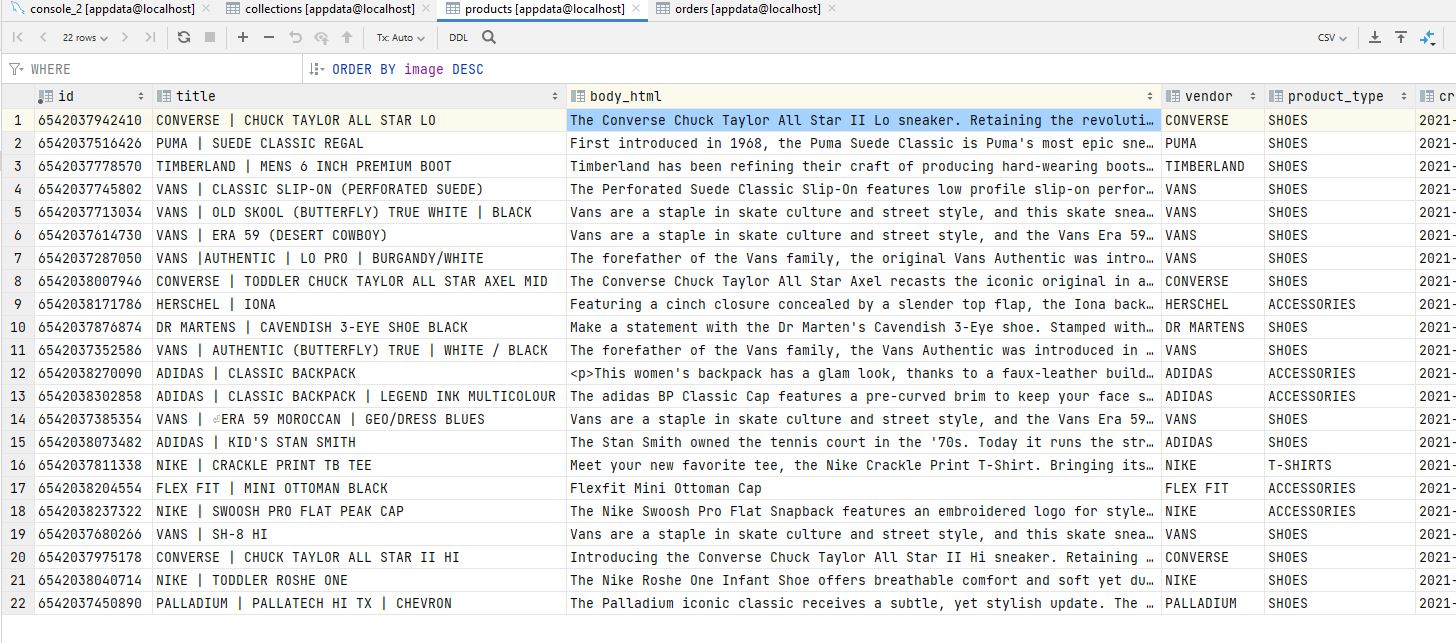 console_2 [appdata@localhost] collections [appdata@localhost] products [appdata@localhost] orders [appdata@localhost]
22 rows Tx: Auto DDL CSV
WHERE ORDER BY image DESC
id title body_html vendor product_type cr
1 6542037942410 CONVERSE | CHUCK TAYLOR ALL STAR LO The Converse Chuck Taylor All Star II Lo sneaker. Retaining the revoluti… CONVERSE SHOES 2021-
2 6542037516426 PUMA | SUEDE CLASSIC REGAL First introduced in 1968, the Puma Suede Classic is Puma's most epic sne… PUMA SHOES 2021-
3 6542037778570 TIMBERLAND | MENS 6 INCH PREMIUM BOOT Timberland has been refining their craft of producing hard-wearing boots… TIMBERLAND SHOES 2021-
4 6542037745802 VANS | CLASSIC SLIP-ON (PERFORATED SUEDE) The Perforated Suede Classic Slip-On features low profile slip-on perfor… VANS SHOES 2021-
5 6542037713034 VANS | OLD SKOOL (BUTTERFLY) TRUE WHITE | BLACK Vans are a staple in skate culture and street style, and this skate snea… VANS SHOES 2021-
6 6542037614730 VANS | ERA 59 (DESERT COWBOY) Vans are a staple in skate culture and street style, and the Vans Era 59… VANS SHOES 2021-
7 6542037287050 VANS |AUTHENTIC | LO PRO | BURGANDY/WHITE The forefather of the Vans family, the original Vans Authentic was intro… VANS SHOES 2021-
8 6542038007946 CONVERSE | TODDLER CHUCK TAYLOR ALL STAR AXEL MID The Converse Chuck Taylor All Star Axel recasts the iconic original in a… CONVERSE SHOES 2021-
9 6542038171786 HERSCHEL | IONA Featuring a cinch closure concealed by a slender top flap, the Iona back… HERSCHEL ACCESSORIES 2021-
10 6542037876874 DR MARTENS | CAVENDISH 3-EYE SHOE BLACK Make a statement with the Dr Marten's Cavendish 3-Eye shoe. Stamped with… DR MARTENS SHOES 2021-
11 6542037352586 VANS | AUTHENTIC (BUTTERFLY) TRUE | WHITE / BLACK The forefather of the Vans family, the Vans Authentic was introduced in … VANS SHOES 2021-
12 6542038270090 ADIDAS | CLASSIC BACKPACK <p>This women's backpack has a glam look, thanks to a faux-leather build… ADIDAS ACCESSORIES 2021-
13 6542038302858 ADIDAS | CLASSIC BACKPACK | LEGEND INK MULTICOLOUR The adidas BP Classic Cap features a pre-curved brim to keep your face s… ADIDAS ACCESSORIES 2021-
14 6542037385354 VANS | ⏎ERA 59 MOROCCAN | GEO/DRESS BLUES Vans are a staple in skate culture and street style, and the Vans Era 59… VANS SHOES 2021-
15 6542038073482 ADIDAS | KID'S STAN SMITH The Stan Smith owned the tennis court in the '70s. Today it runs the str… ADIDAS SHOES 2021-
16 6542037811338 NIKE | CRACKLE PRINT TB TEE Meet your new favorite tee, the Nike Crackle Print T-Shirt. Bringing its… NIKE T-SHIRTS 2021-
17 6542038204554 FLEX FIT | MINI OTTOMAN BLACK Flexfit Mini Ottoman Cap FLEX FIT ACCESSORIES 2021-
18 6542038237322 NIKE | SWOOSH PRO FLAT PEAK CAP The Nike Swoosh Pro Flat Snapback features an embroidered logo for style… NIKE ACCESSORIES 2021-
19 6542037680266 VANS | SH-8 HI Vans are a staple in skate culture and street style, and this skate snea… VANS SHOES 2021-
20 6542037975178 CONVERSE | CHUCK TAYLOR ALL STAR II HI Introducing the Converse Chuck Taylor All Star II Hi sneaker. Retaining … CONVERSE SHOES 2021-
21 6542038040714 NIKE | TODDLER ROSHE ONE The Nike Roshe One Infant Shoe offers breathable comfort and soft yet du… NIKE SHOES 2021-
22 6542037450890 PALLADIUM | PALLATECH HI TX | CHEVRON The Palladium iconic classic receives a subtle, yet stylish update. The … PALLADIUM SHOES 2021-